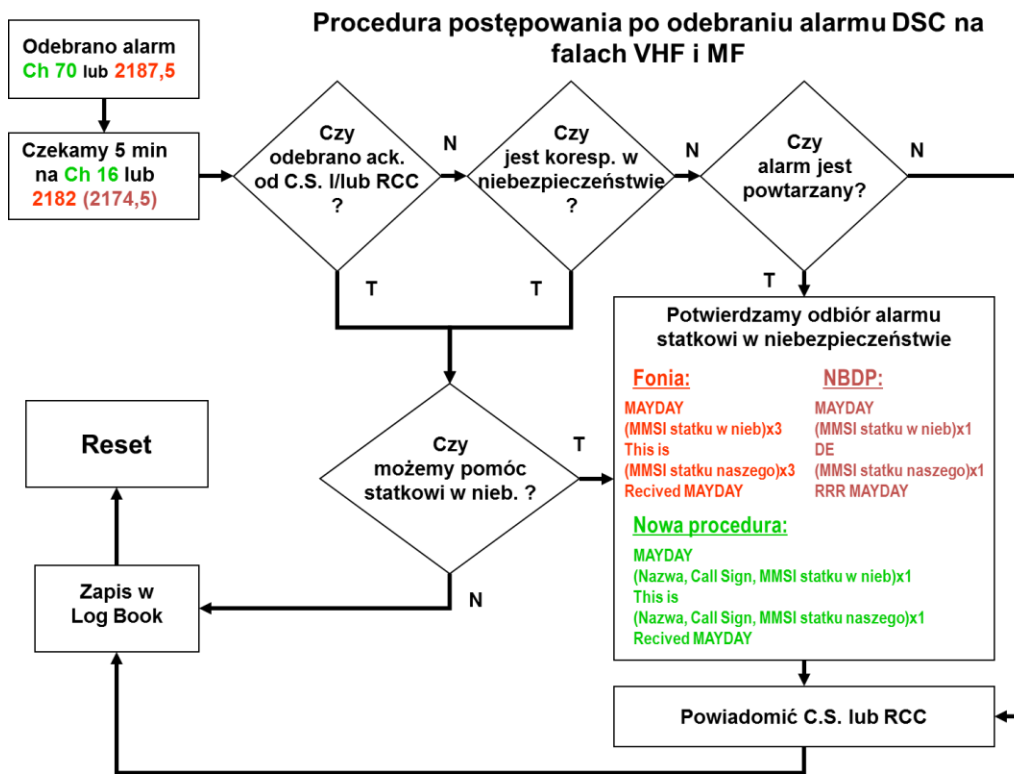 Procedura postępowania po odebraniu alarmu DSC na
falach VHF i MF
Odebrano alarm
Ch 70 lub 2187,5
Czekamy 5 min
na Ch 16 lub
2182 (2174,5)
Czy
odebrano ack.
od C.S. I/lub RCC
?
N
T
Czy
jest koresp. w
niebezpieczeństwie
?
N
T
Czy
alarm jest
powtarzany?
N
T
Potwierdzamy odbiór alarmu
statkowi w niebezpieczeństwie
Fonia:
MAYDAY
(MMSI statku w nieb)x3
This is
(MMSI statku naszego)x3
Recived MAYDAY
NBDP:
MAYDAY
(MMSI statku w nieb)x1
DE
(MMSI statku naszego)x1
RRR MAYDAY
Nowa procedura:
MAYDAY
(Nazwa, Call Sign, MMSI statku w nieb)x1
This is
(Nazwa, Call Sign, MMSI statku naszego)x1
Recived MAYDAY
Czy
możemy pomóc
statkowi w nieb. ?
T
N
Reset
Zapis w
Log Book
Powiadomić C.S. lub RCC